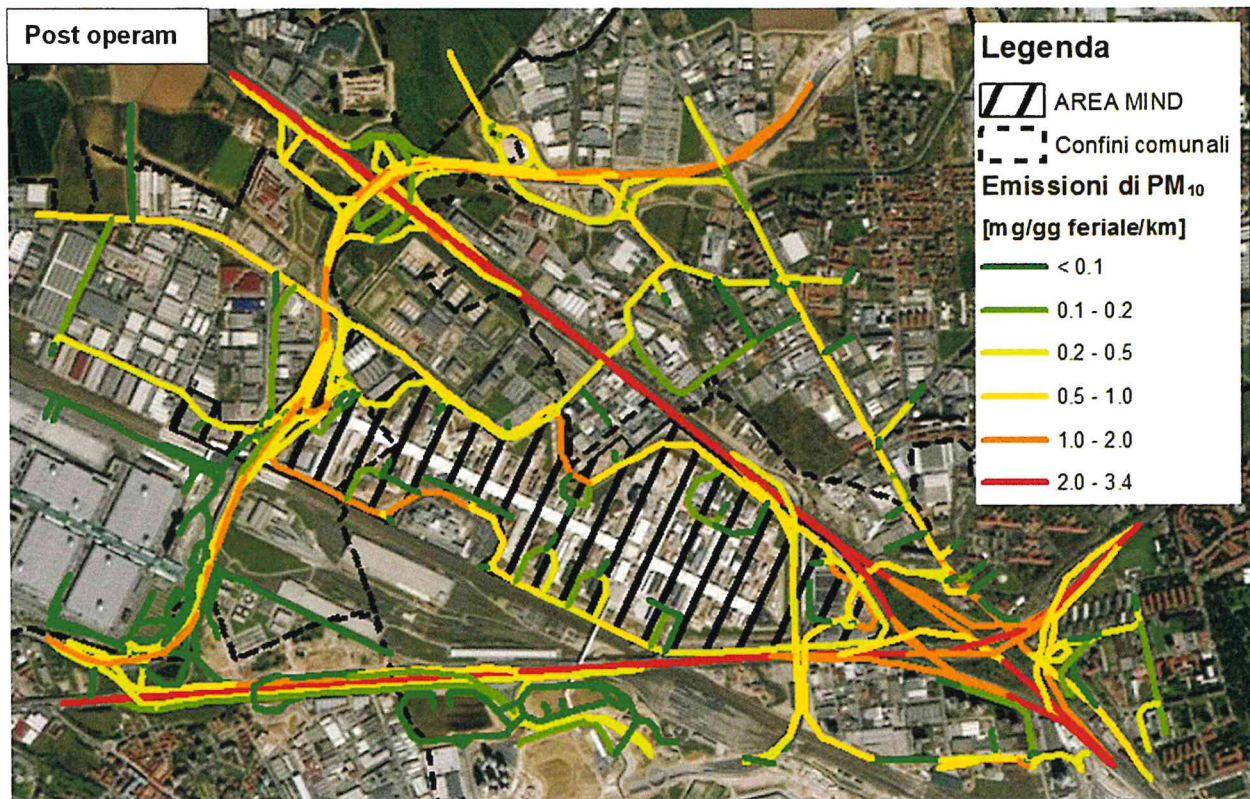 Post operam
Legenda
AREA MIND
Confini comunali
Emissioni di PM₁₀
[mg/gg feriale/km]
< 0.1
0.1 - 0.2
0.2 - 0.5
0.5 - 1.0
1.0 - 2.0
2.0 - 3.4